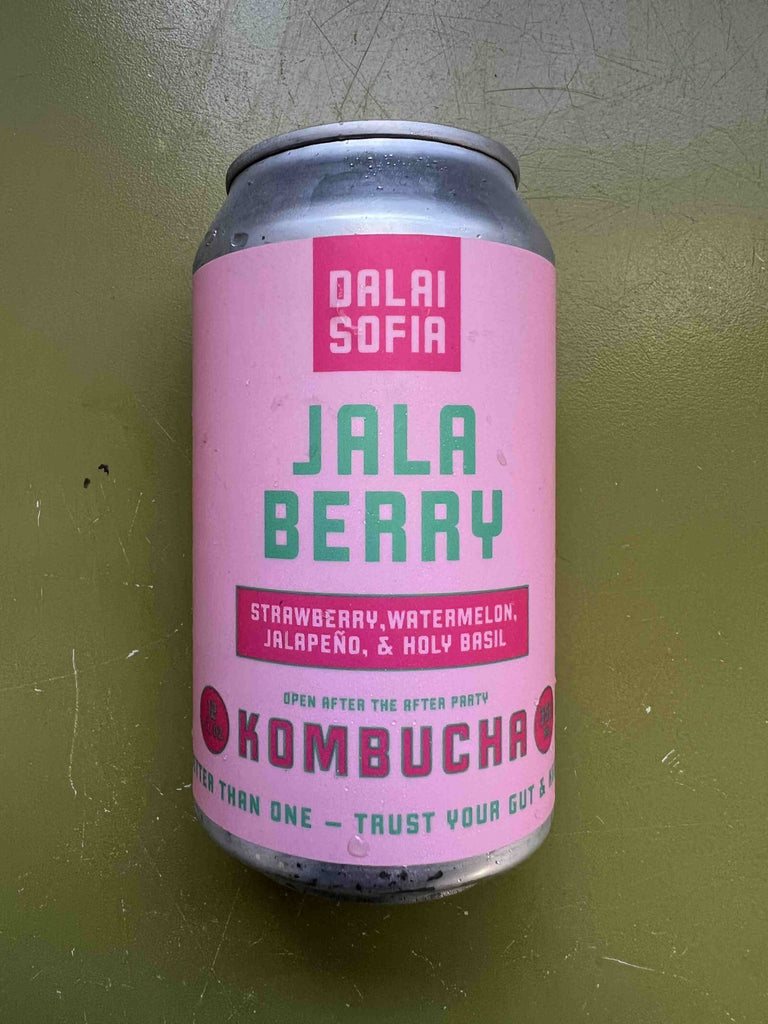 DALAI
SOFIA
JALA
BERRY
STRAWBERRY, WATERMELON,
JALAPEÑO, & HOLY BASIL
OPEN AFTER THE AFTER PARTY
KOMBUCHA
THAN ONE — TRUST YOUR GUT &